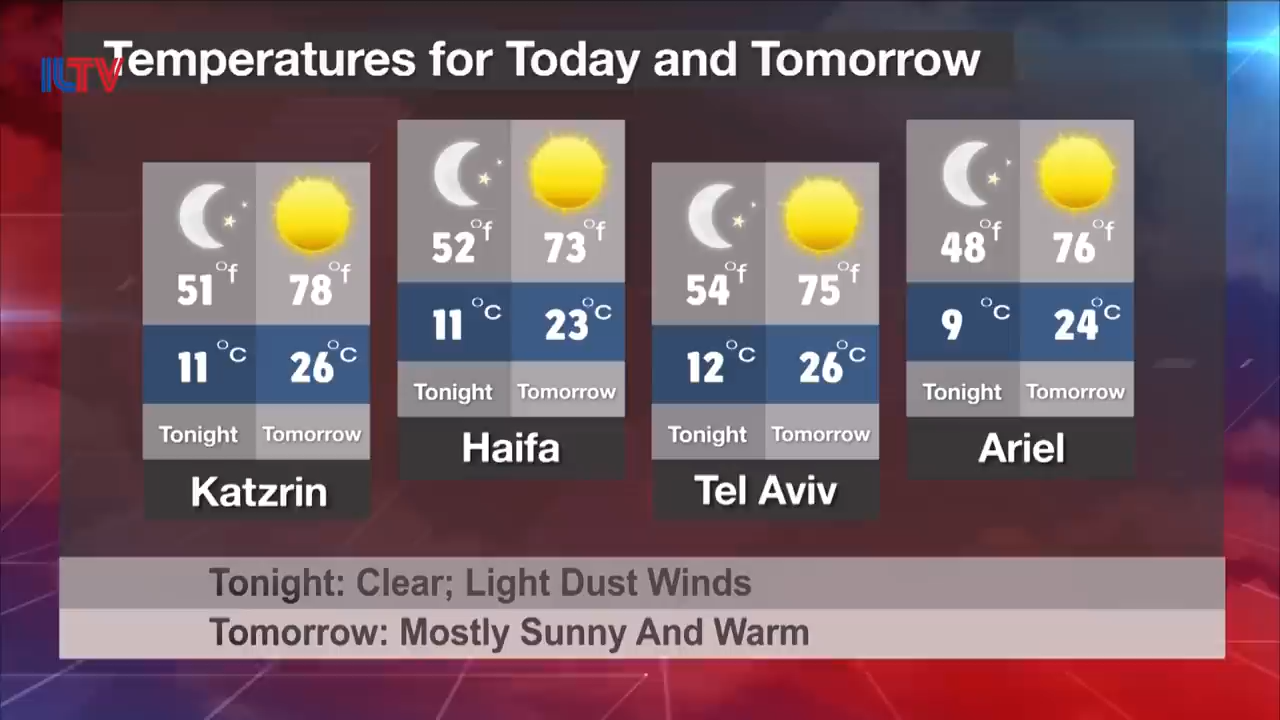 ILTV
Temperatures for Today and Tomorrow
51°f 78°f
11°C 26°C
Tonight Tomorrow
Katzrin
52°f 73°f
11°C 23°C
Tonight Tomorrow
Haifa
54°f 75°f
12°C 26°C
Tonight Tomorrow
Tel Aviv
48°f 76°f
9°C 24°C
Tonight Tomorrow
Ariel
Tonight: Clear; Light Dust Winds
Tomorrow: Mostly Sunny And Warm